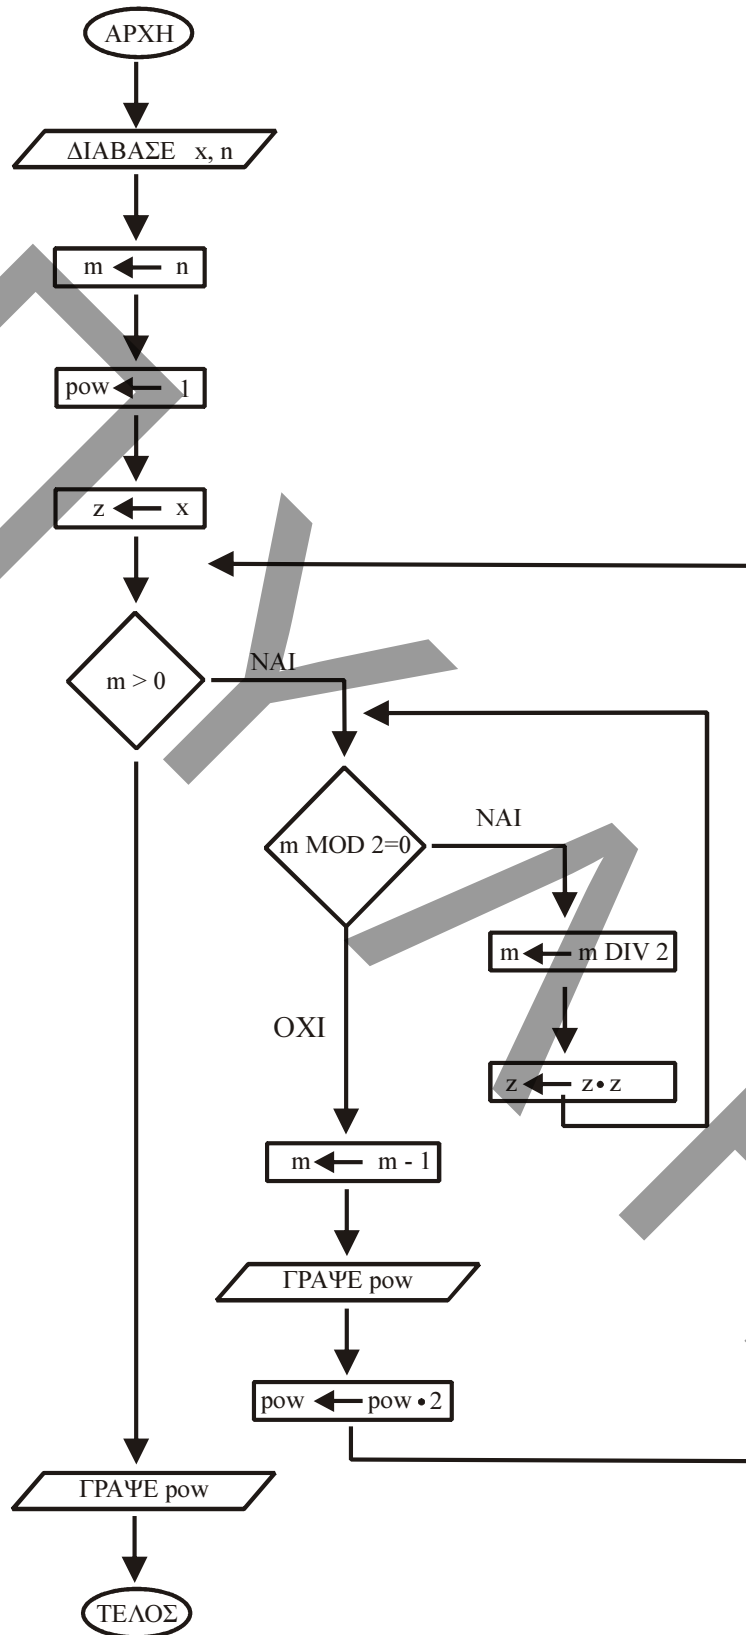 ΑΡΧΗ
ΔΙΑΒΑΣΕ x, n
m ← n
pow ← 1
z ← x
m > 0
ΝΑΙ
m MOD 2=0
ΝΑΙ
m ← m DIV 2
z ← z • z
ΟΧΙ
m ← m - 1
ΓΡΑΨΕ pow
pow ← pow • 2
ΓΡΑΨΕ pow
ΤΕΛΟΣ